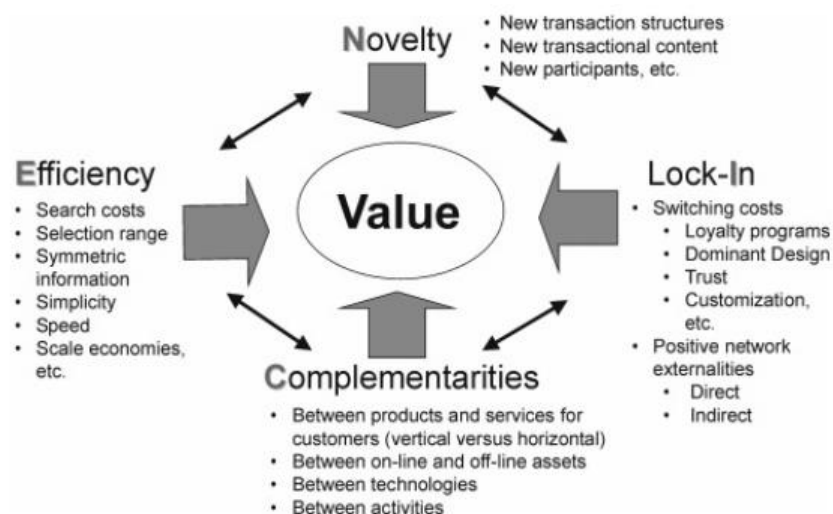 Novelty
• New transaction structures
• New transactional content
• New participants, etc.
Efficiency
• Search costs
• Selection range
• Symmetric
information
• Simplicity
• Speed
• Scale economies,
etc.
Value
Lock-In
• Switching costs
• Loyalty programs
• Dominant Design
• Trust
• Customization,
etc.
• Positive network
externalities
• Direct
• Indirect
Complementarities
• Between products and services for
customers (vertical versus horizontal)
• Between on-line and off-line assets
• Between technologies
• Between activities